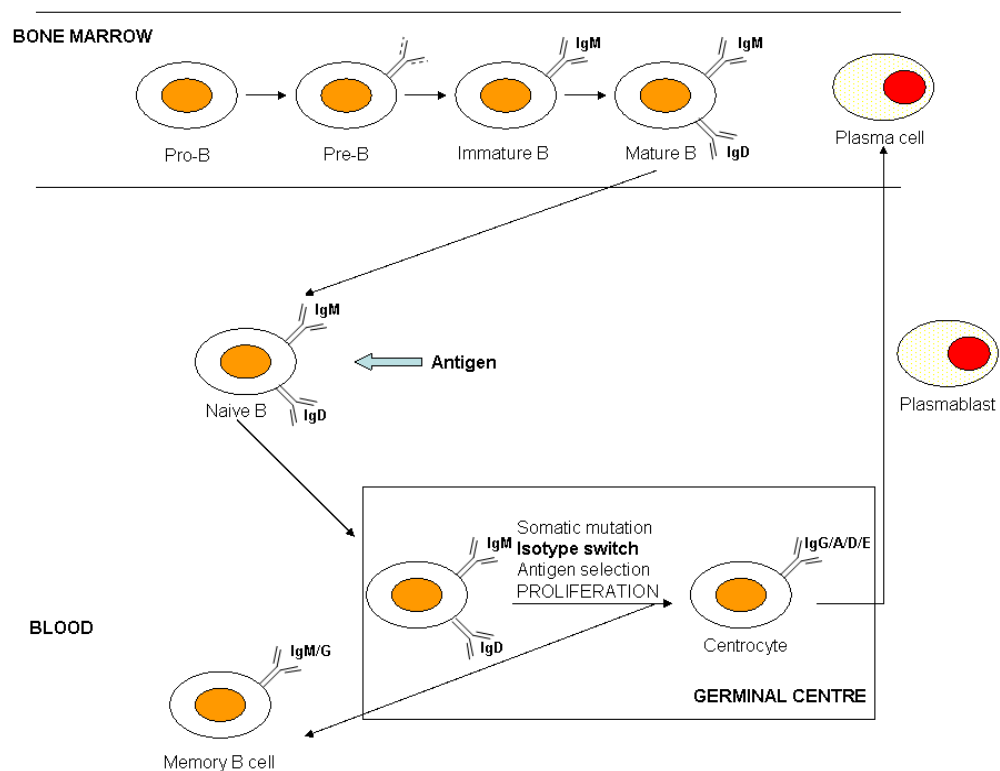 BONE MARROW
IgM
IgM
Pro-B
Pre-B
Immature B
Mature B
IgD
Plasma cell
IgM
Antigen
Naive B
IgD
Plasmablast
IgM
Somatic mutation
Isotype switch
Antigen selection
PROLIFERATION
IgG/A/D/E
IgD
Centrocyte
BLOOD
IgM/G
GERMINAL CENTRE
Memory B cell